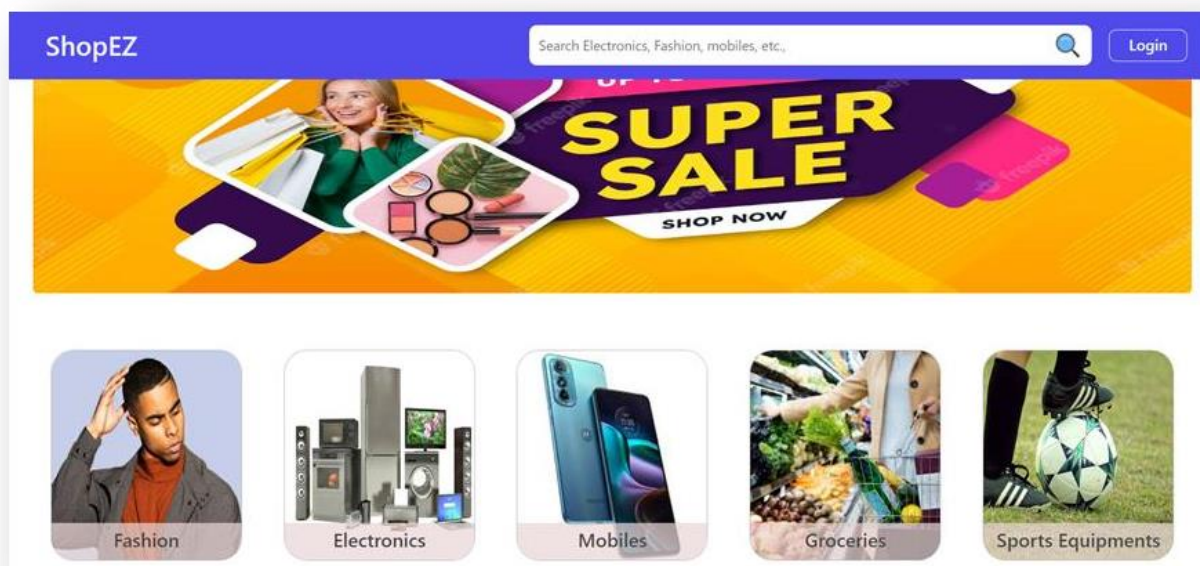 ShopEZ
Search Electronics, Fashion, mobiles, etc.,
Login
SUPER
SALE
SHOP NOW
Fashion
Electronics
Mobiles
Groceries
Sports Equipments